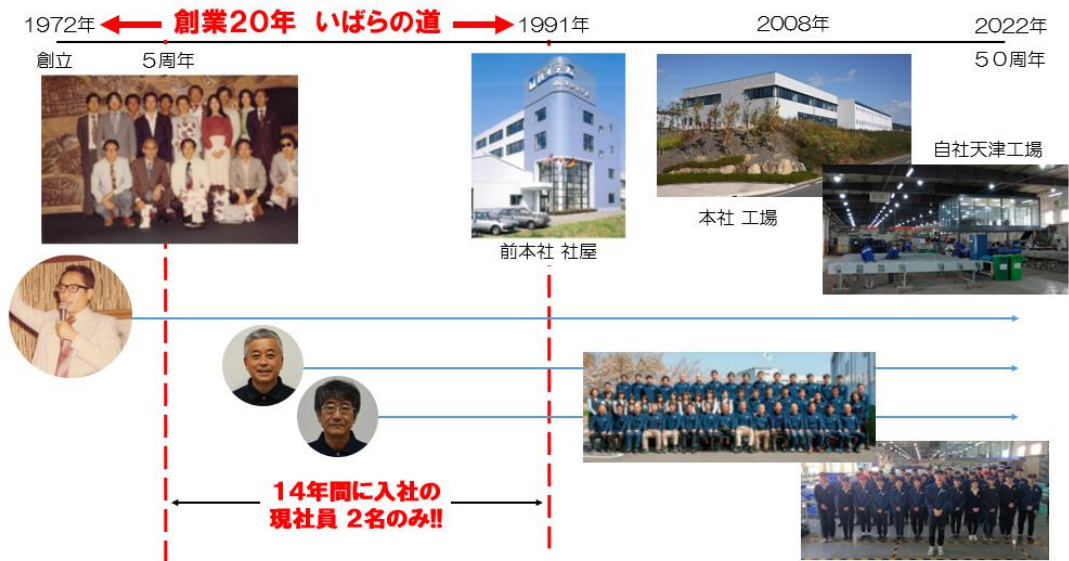 1972年
創業20年 いばらの道
1991年
2008年
2022年
創立
5周年
50周年
自社天津工場
本社 工場
前本社 社屋
14年間に入社の
現社員 2名のみ!!